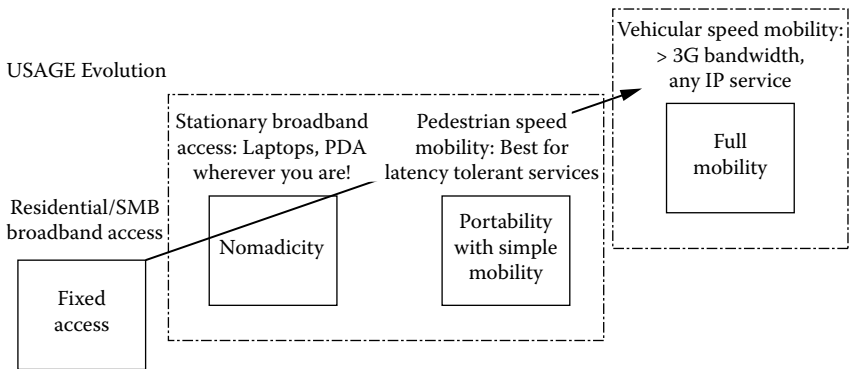 USAGE Evolution
Residential/SMB
broadband access
Fixed
access
Stationary broadband
access: Laptops, PDA
wherever you are!
Nomadicity
Pedestrian speed
mobility: Best for
latency tolerant services
Portability
with simple
mobility
Vehicular speed mobility:
> 3G bandwidth,
any IP service
Full
mobility